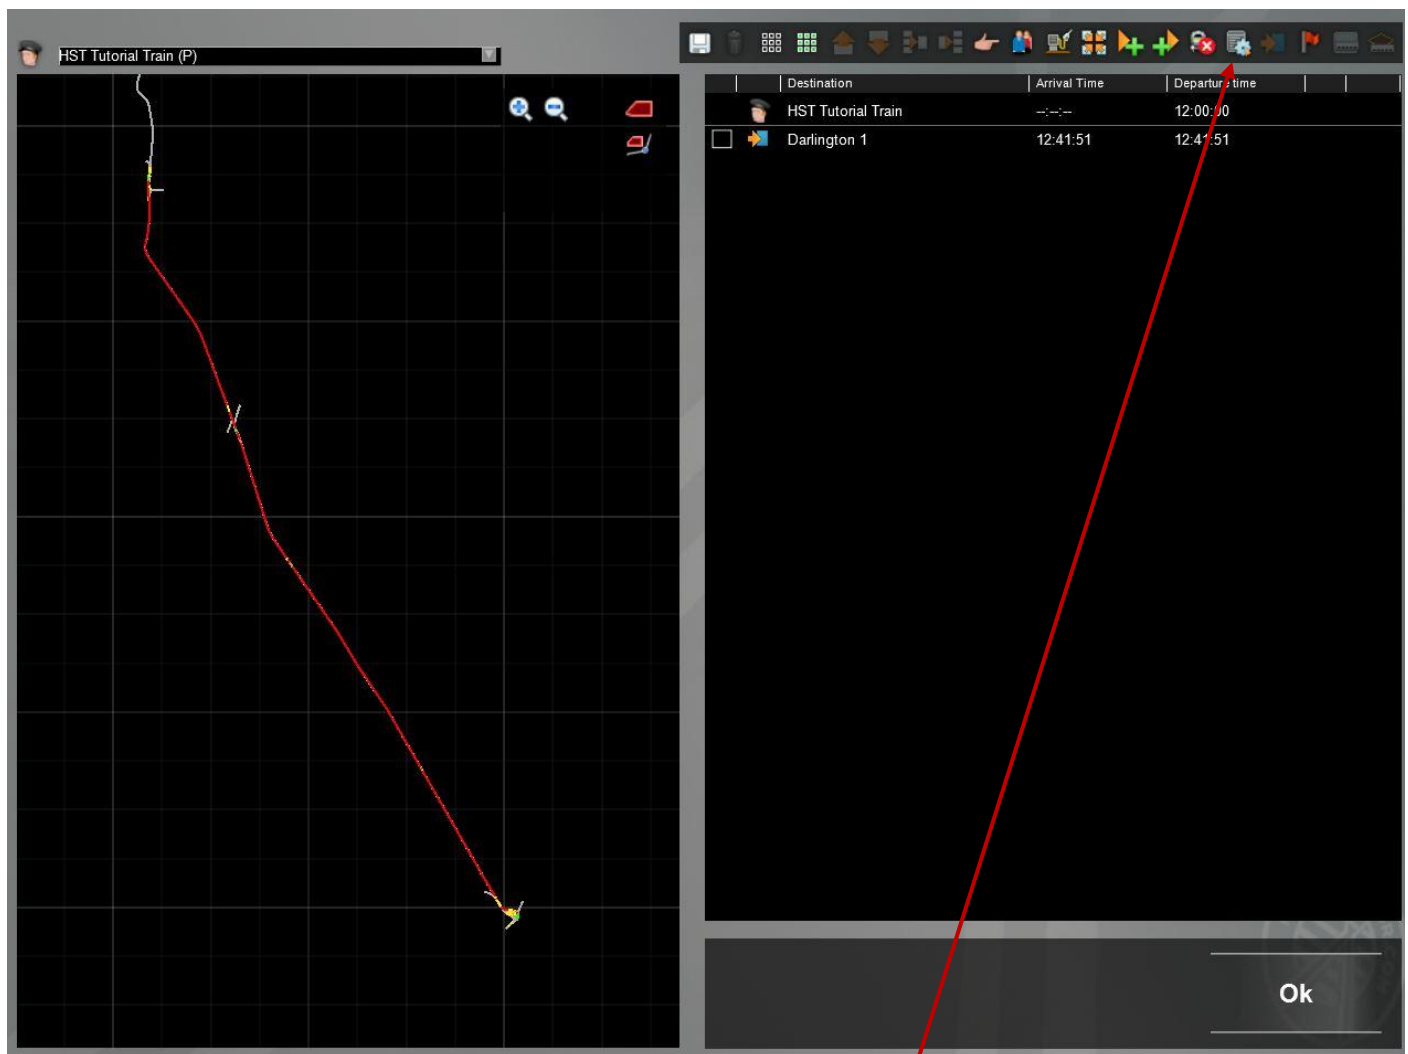 HST Tutorial Train (P)
Destination Arrival Time Departure time
HST Tutorial Train --:--:-- 12:00:00
Darlington 1 12:41:51 12:41:51
Ok